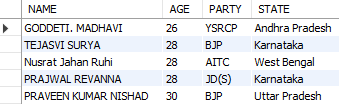 NAME AGE PARTY STATE
GODDETI. MADHAVI 26 YSRCP Andhra Pradesh
TEJASVI SURYA 28 BJP Karnataka
Nusrat Jahan Ruhi 28 AITC West Bengal
PRAJWAL REVANNA 28 JD(S) Karnataka
PRAVEEN KUMAR NISHAD 30 BJP Uttar Pradesh